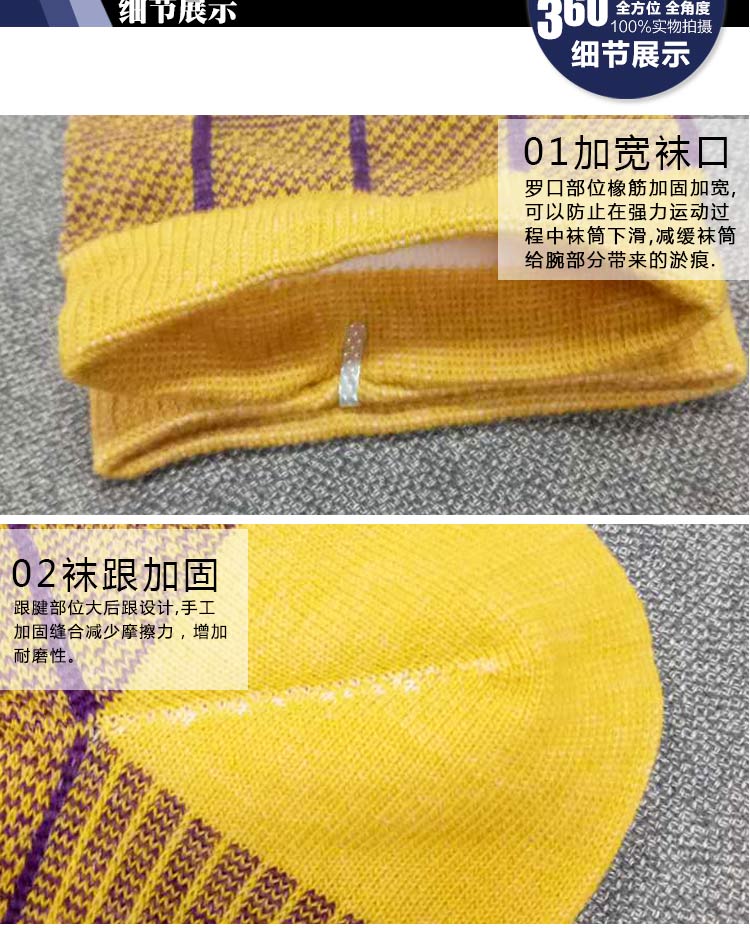 细节展示
360 全方位 全角度
100%实物拍摄
细节展示
01加宽袜口
罗口部位橡筋加固加宽,
可以防止在强力运动过
程中袜筒下滑,减缓袜筒
给腕部分带来的淤痕.
02袜跟加固
跟腱部位大后跟设计,手工
加固缝合减少摩擦力，增加
耐磨性。